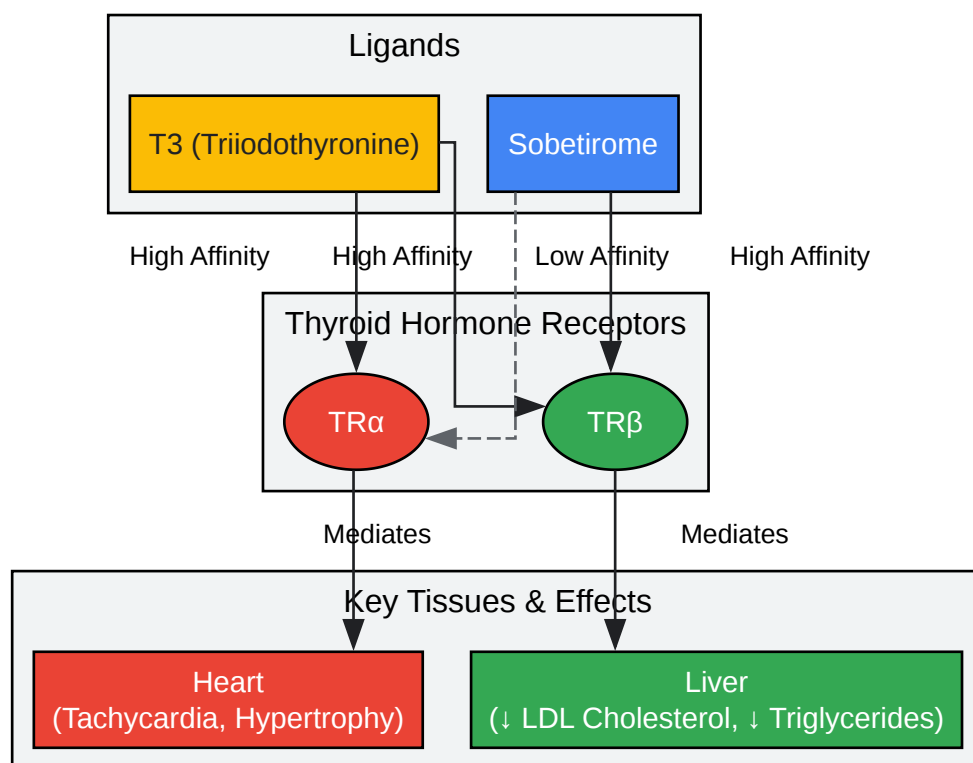 Ligands
T3 (Triiodothyronine)
Sobetirome
High Affinity
High Affinity
Low Affinity
High Affinity
Thyroid Hormone Receptors
TRα
TRβ
Mediates
Mediates
Key Tissues & Effects
Heart
(Tachycardia, Hypertrophy)
Liver
(↓ LDL Cholesterol, ↓ Triglycerides)